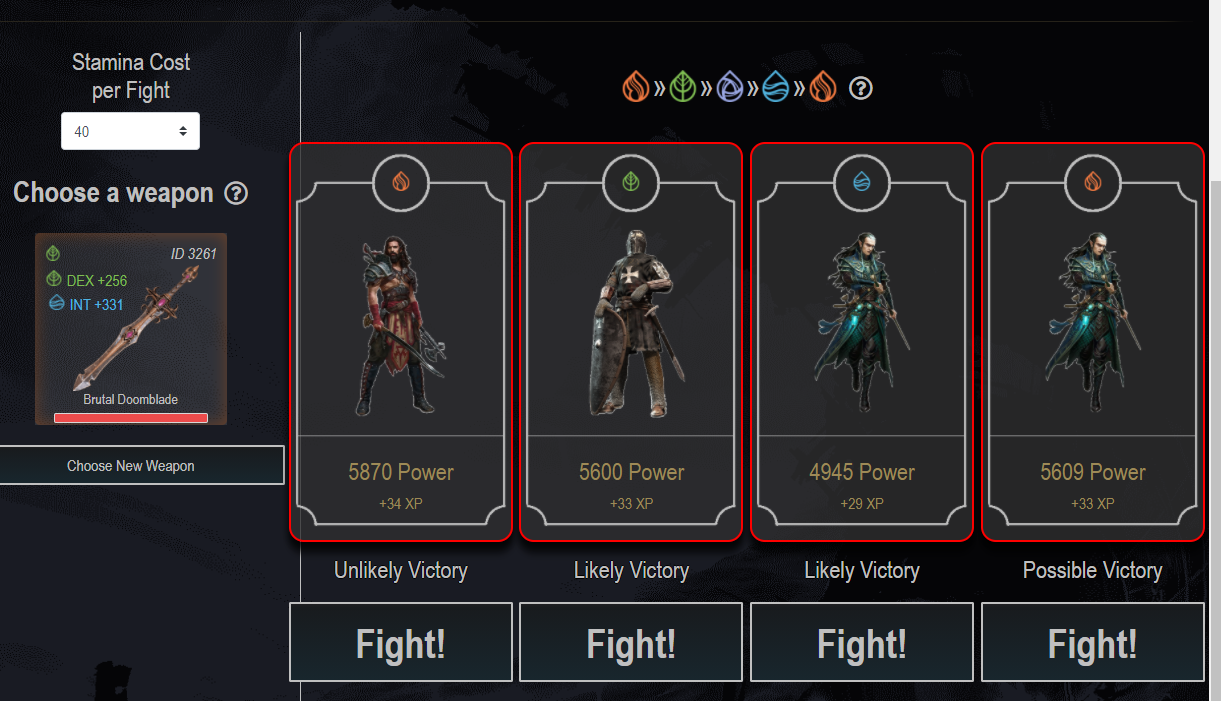 Stamina Cost
per Fight
40
Choose a weapon ?
ID 3261
DEX +256
INT +331
Brutal Doomblade
Choose New Weapon
» » » » ?
5870 Power
+34 XP
Unlikely Victory
Fight!
5600 Power
+33 XP
Likely Victory
Fight!
4945 Power
+29 XP
Likely Victory
Fight!
5609 Power
+33 XP
Possible Victory
Fight!